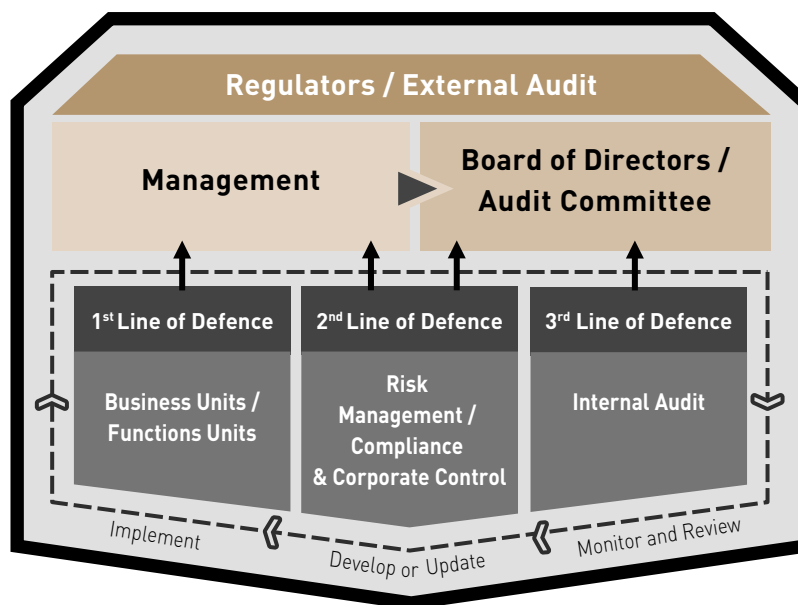 Regulators / External Audit
Management
Board of Directors /
Audit Committee
1st Line of Defence
2nd Line of Defence
3rd Line of Defence
Business Units /
Functions Units
Risk
Management /
Compliance
& Corporate Control
Internal Audit
Implement
Develop or Update
Monitor and Review